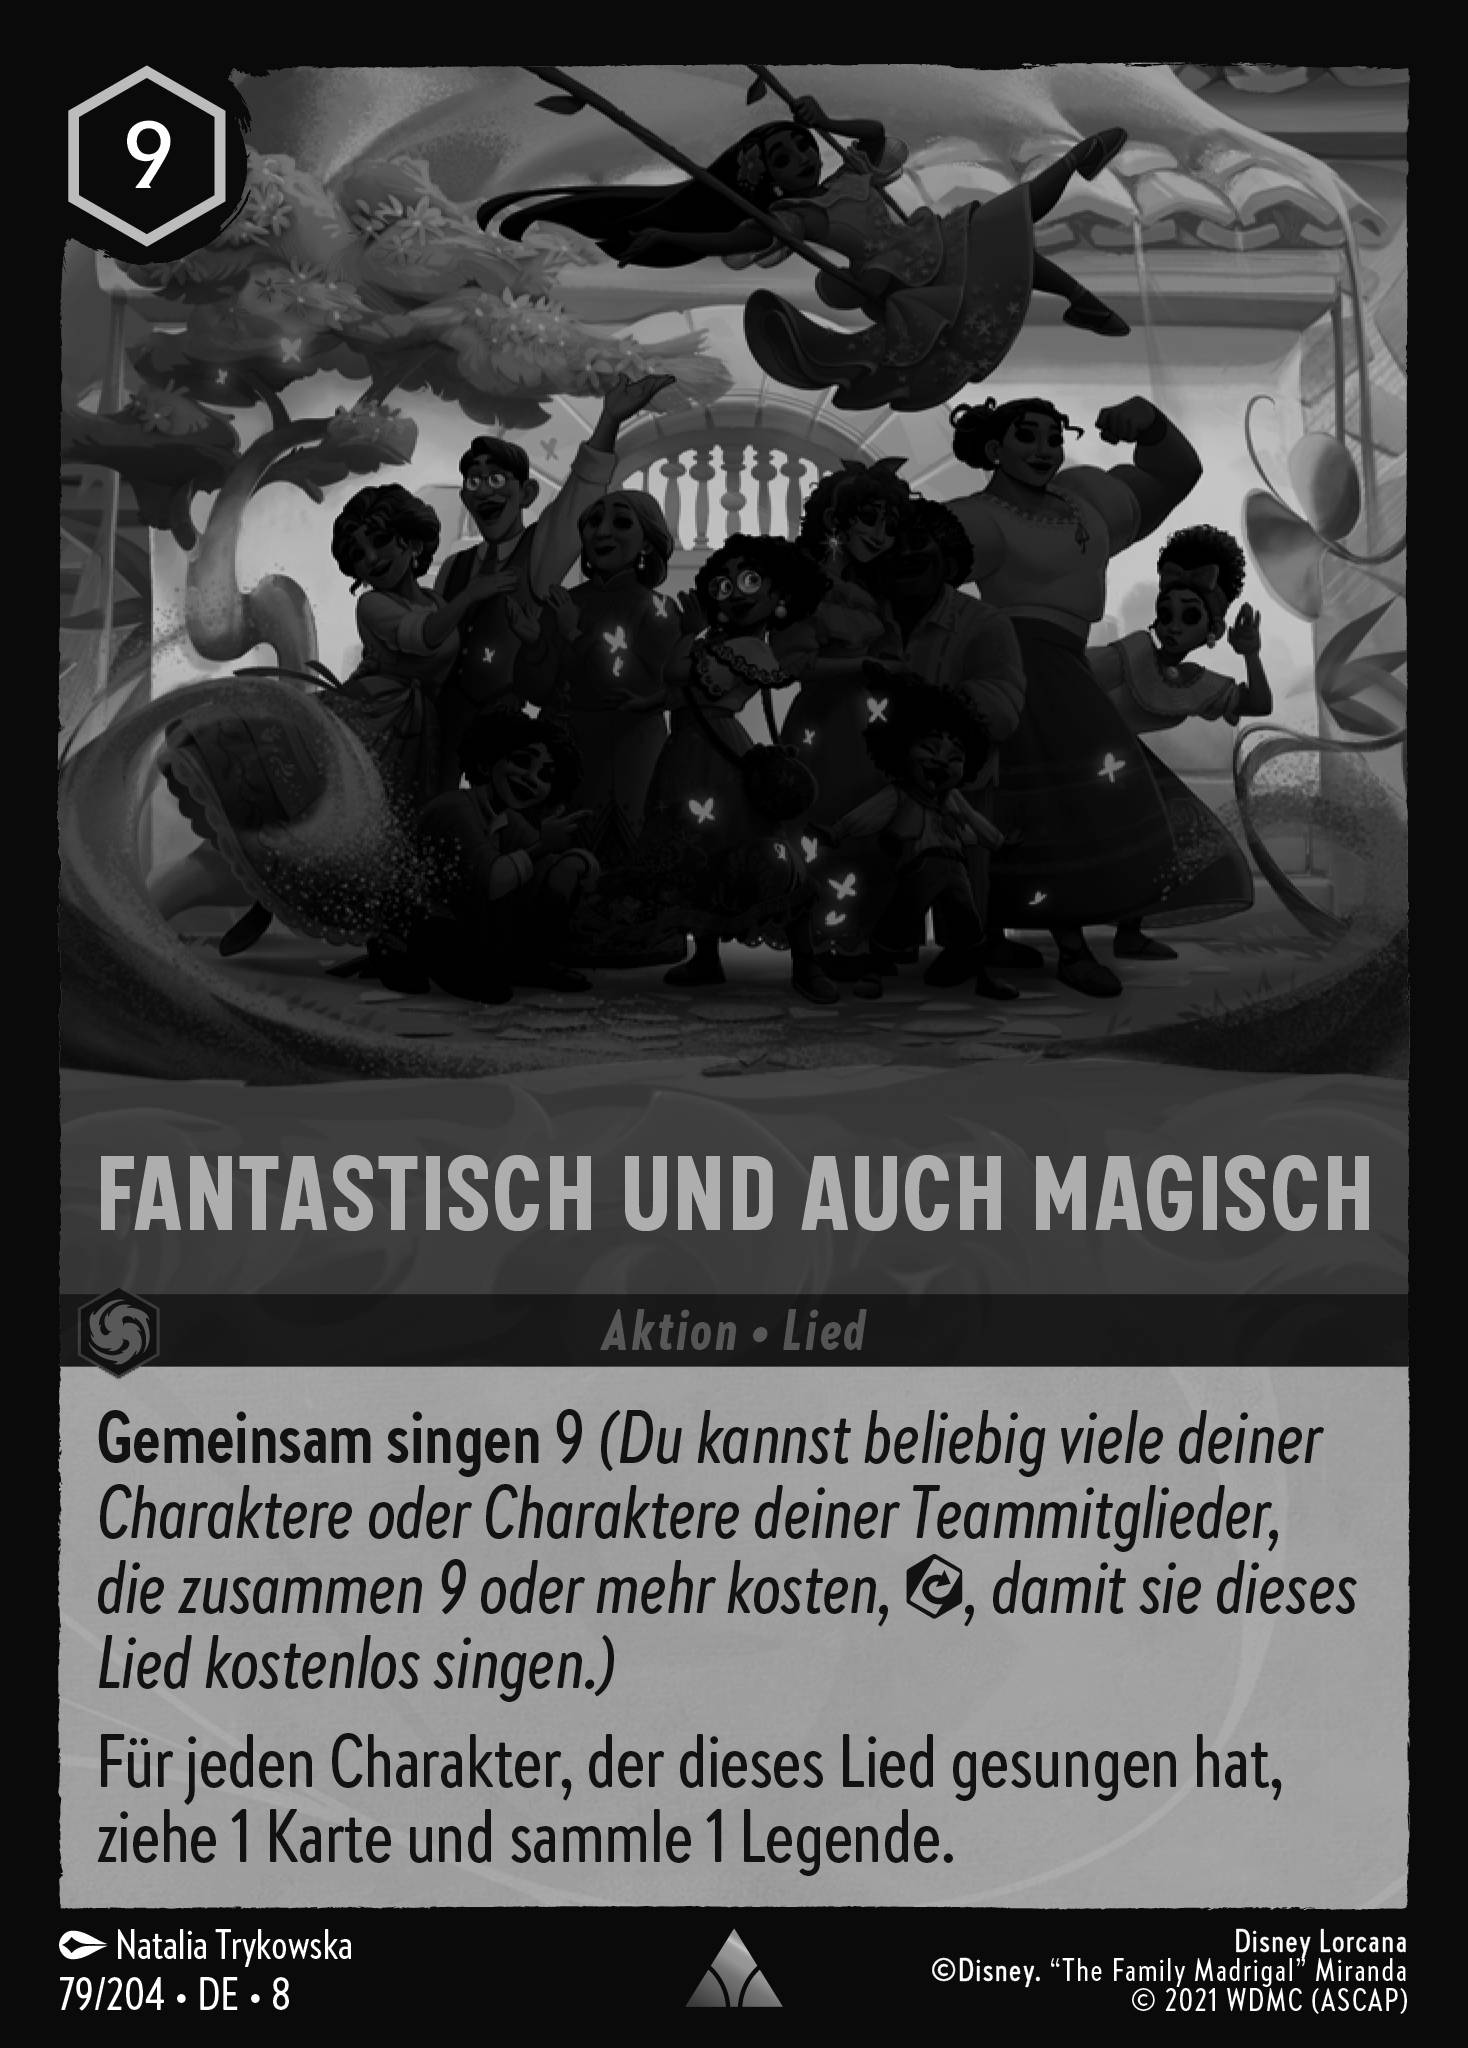 9
FANTASTISCH UND AUCH MAGISCH
Aktion • Lied
Gemeinsam singen 9 (Du kannst beliebig viele deiner
Charaktere oder Charaktere deiner Teammitglieder,
die zusammen 9 oder mehr kosten, , damit sie dieses
Lied kostenlos singen.)
Für jeden Charakter, der dieses Lied gesungen hat,
ziehe 1 Karte und sammle 1 Legende.
Natalia Trykowska
79/204 • DE • 8
Disney Lorcana
©Disney. “The Family Madrigal” Miranda
© 2021 WDMC (ASCAP)